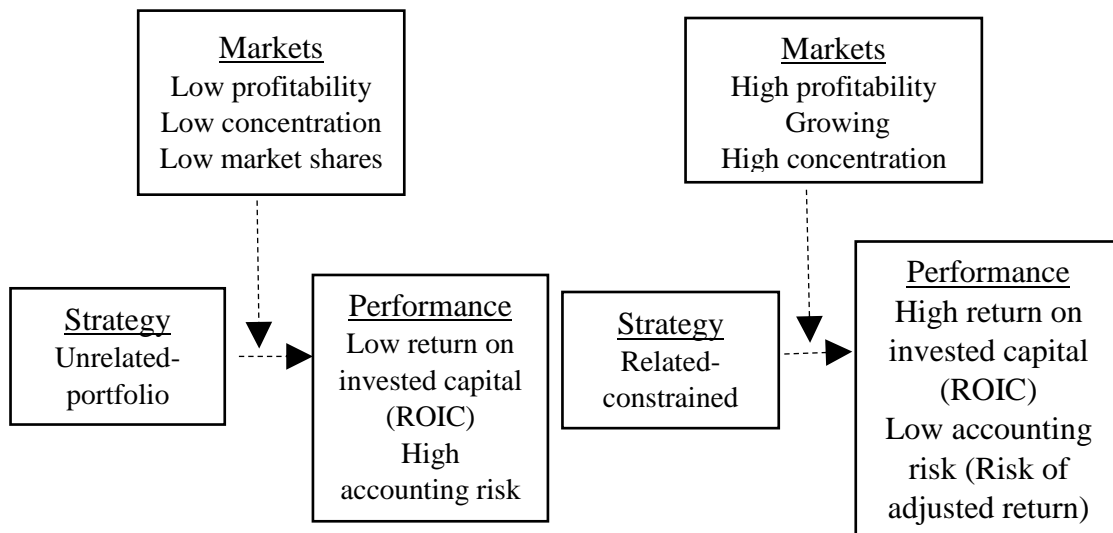 Markets
Low profitability
Low concentration
Low market shares
Markets
High profitability
Growing
High concentration
Strategy
Unrelated-
portfolio
Performance
Low return on
invested capital
(ROIC)
High
accounting risk
Strategy
Related-
constrained
Performance
High return on
invested capital
(ROIC)
Low accounting
risk (Risk of
adjusted return)